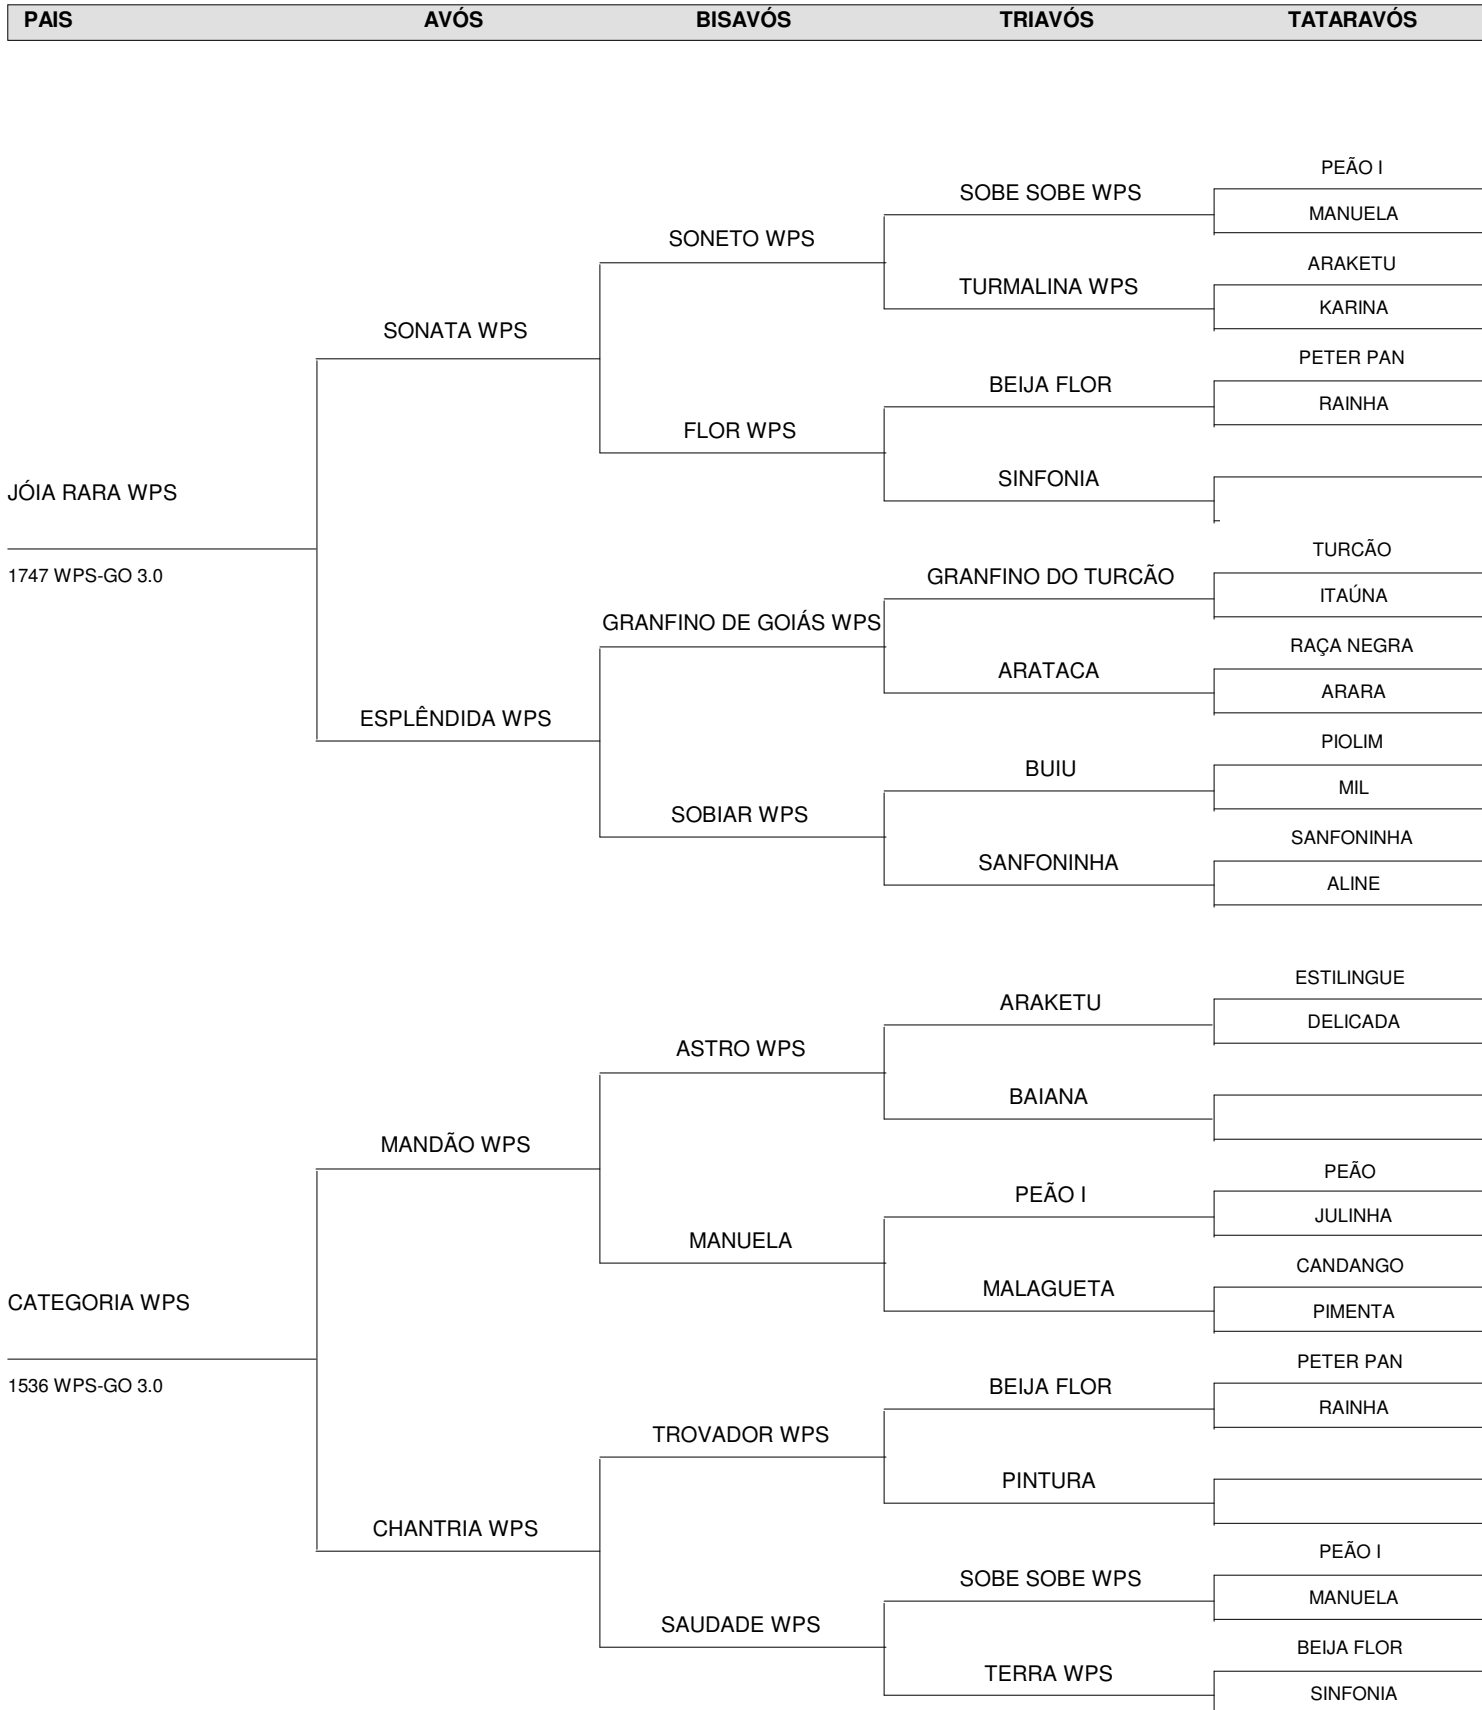 PAIS AVÓS BISAVÓS TRIAVÓS TATARAVÓS
PEÃO I
SOBE SOBE WPS
MANUELA
SONETO WPS
ARAKETU
TURMALINA WPS
KARINA
SONATA WPS
PETER PAN
BEIJA FLOR
RAINHA
FLOR WPS
SINFONIA
JÓIA RARA WPS
TURCÃO
1747 WPS-GO 3.0
GRANFINO DO TURCÃO
ITAÚNA
GRANFINO DE GOIÁS WPS
RAÇA NEGRA
ARATACA
ARARA
ESPLÊNDIDA WPS
PIOLIM
BUIU
MIL
SOBIAR WPS
SANFONINHA
SANFONINHA
ALINE
ESTILINGUE
ARAKETU
DELICADA
ASTRO WPS
BAIANA
MANDÃO WPS
PEÃO
PEÃO I
JULINHA
MANUELA
CANDANGO
MALAGUETA
CATEGORIA WPS
PIMENTA
PETER PAN
1536 WPS-GO 3.0
BEIJA FLOR
RAINHA
TROVADOR WPS
PINTURA
CHANTRIA WPS
PEÃO I
SOBE SOBE WPS
MANUELA
SAUDADE WPS
BEIJA FLOR
TERRA WPS
SINFONIA